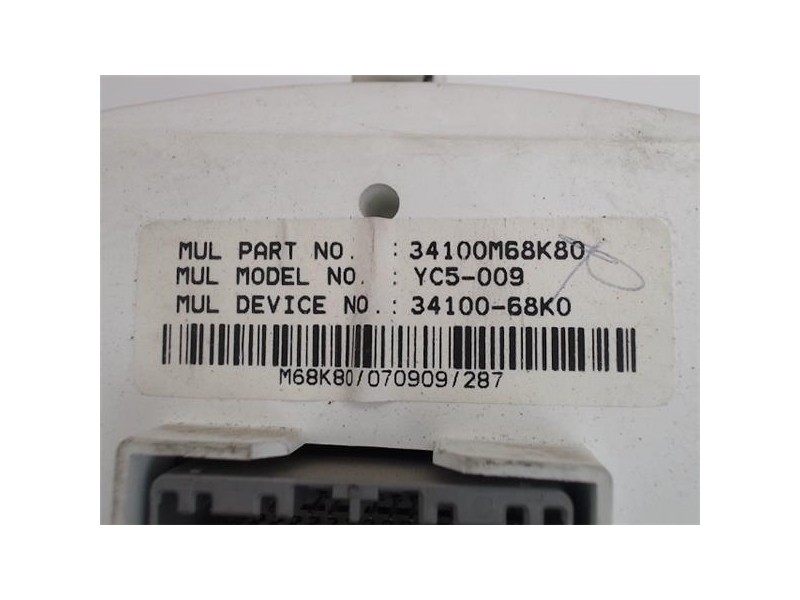 MUL PART NO. : 34100M68K80
MUL MODEL NO. : YC5-009
MUL DEVICE NO.: 34100-68K0
M68K80/070909/287